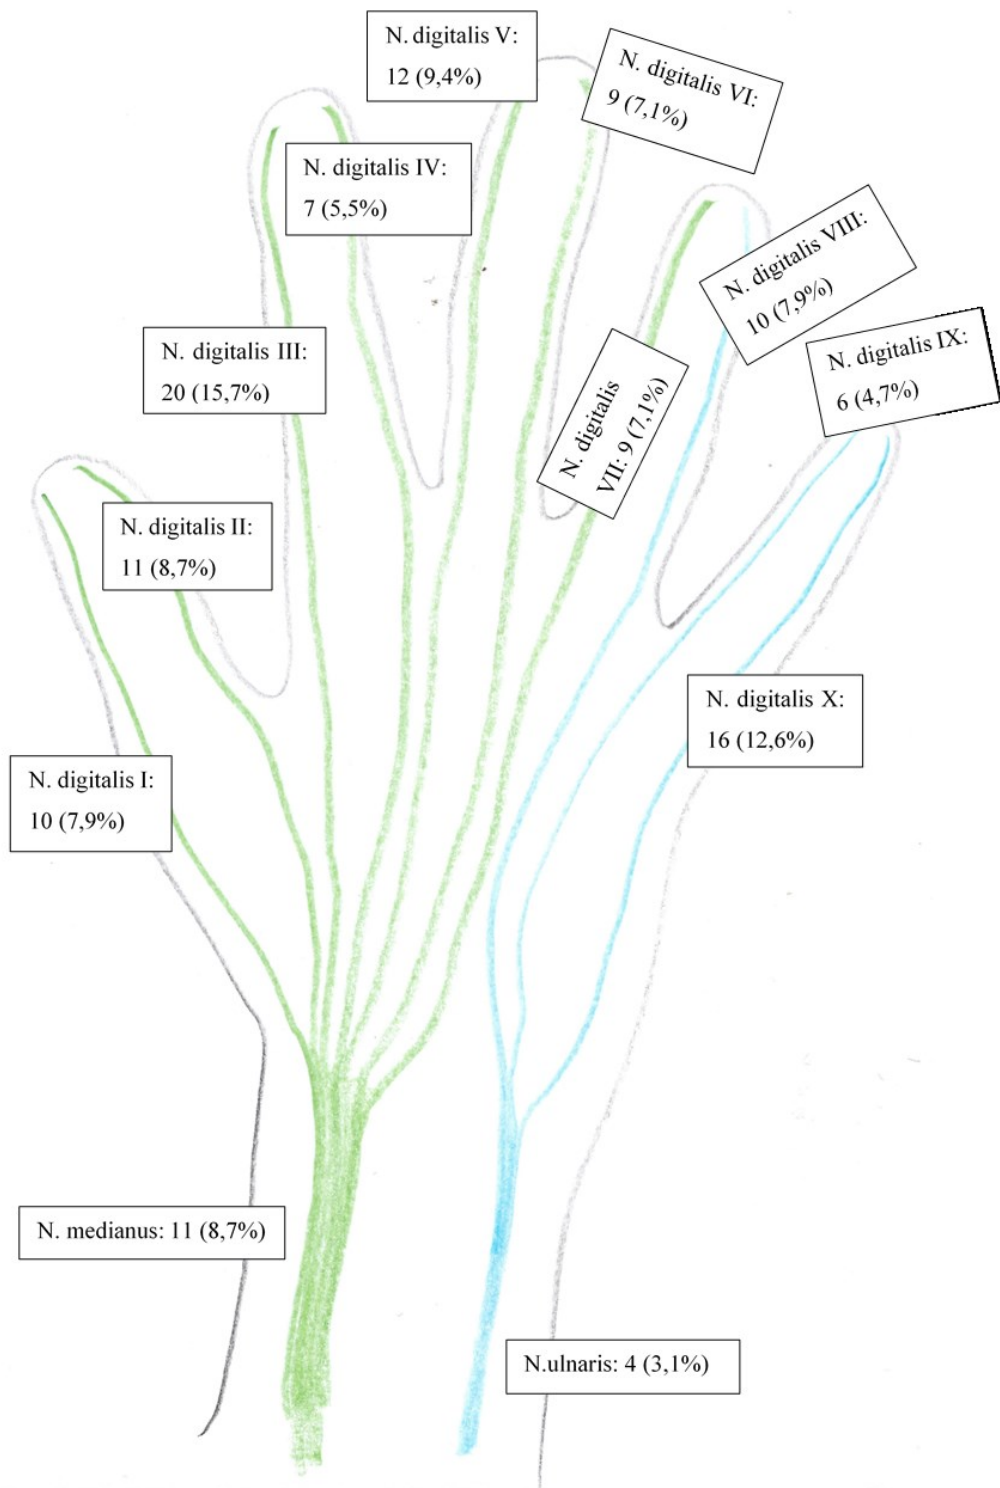 N. digitalis V:
12 (9,4%)
N. digitalis VI:
9 (7,1%)
N. digitalis IV:
7 (5,5%)
N. digitalis VIII:
10 (7,9%)
N. digitalis III:
20 (15,7%)
N. digitalis IX:
6 (4,7%)
N. digitalis
VII: 9 (7,1%)
N. digitalis II:
11 (8,7%)
N. digitalis X:
16 (12,6%)
N. digitalis I:
10 (7,9%)
N. medianus: 11 (8,7%)
N.ulnaris: 4 (3,1%)